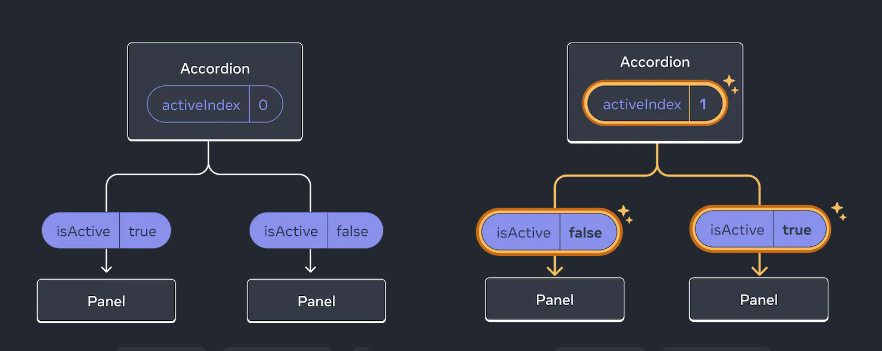 Accordion
activeIndex 0
isActive true
isActive false
Panel
Panel
Accordion
activeIndex 1
isActive false
isActive true
Panel
Panel